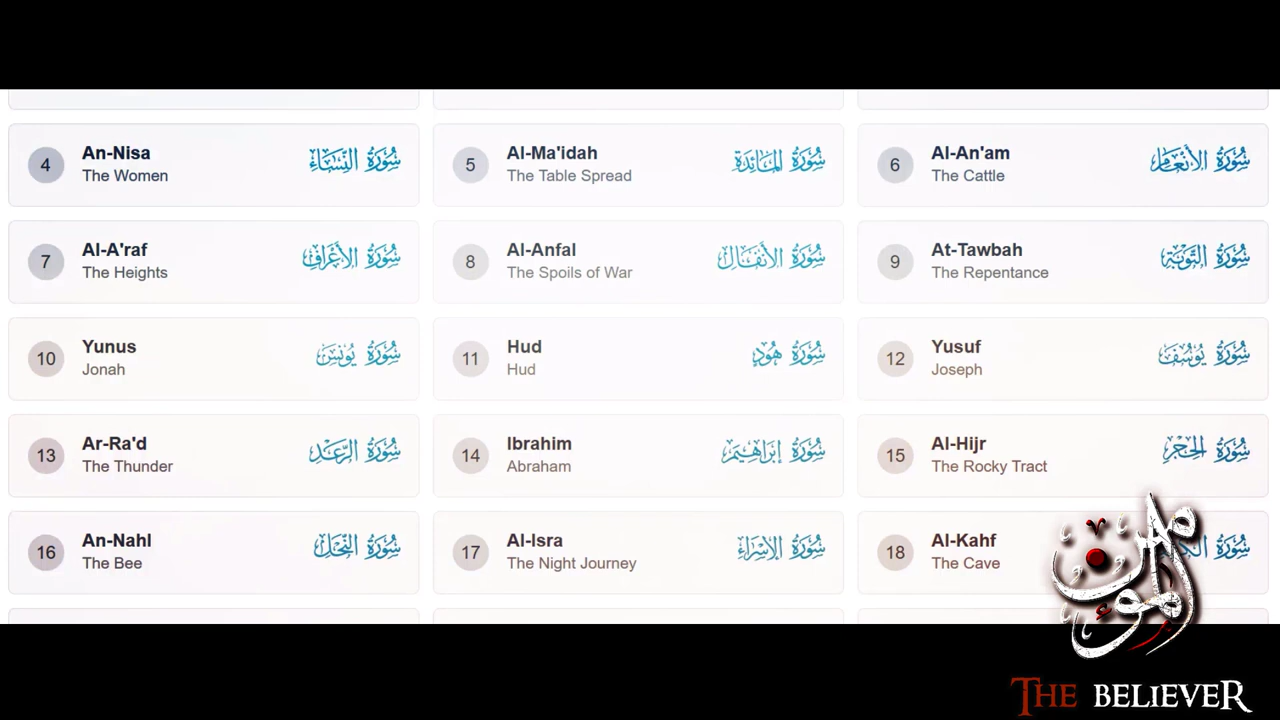 4
An-Nisa
The Women
سُورَةُ النِّسَاءِ
5
Al-Ma'idah
The Table Spread
سُورَةُ المَائِدَةِ
6
Al-An'am
The Cattle
سُورَةُ الأَنعَام
7
Al-A'raf
The Heights
سُورَةُ الأَعْرَافِ
8
Al-Anfal
The Spoils of War
سُورَةُ الأَنفَالِ
9
At-Tawbah
The Repentance
سُورَةُ التَّوْبَةِ
10
Yunus
Jonah
سُورَةُ يُونُسَ
11
Hud
Hud
سُورَةُ هُودٍ
12
Yusuf
Joseph
سُورَةُ يُوسُفَ
13
Ar-Ra'd
The Thunder
سُورَةُ الرَّعْدِ
14
Ibrahim
Abraham
سُورَةُ إِبْرَاهِيمَ
15
Al-Hijr
The Rocky Tract
سُورَةُ الحِجْرِ
16
An-Nahl
The Bee
سُورَةُ النَّحْلِ
17
Al-Isra
The Night Journey
سُورَةُ الإِسْرَاءِ
18
Al-Kahf
The Cave
سُورَةُ
المؤمن
THE BELIEVER